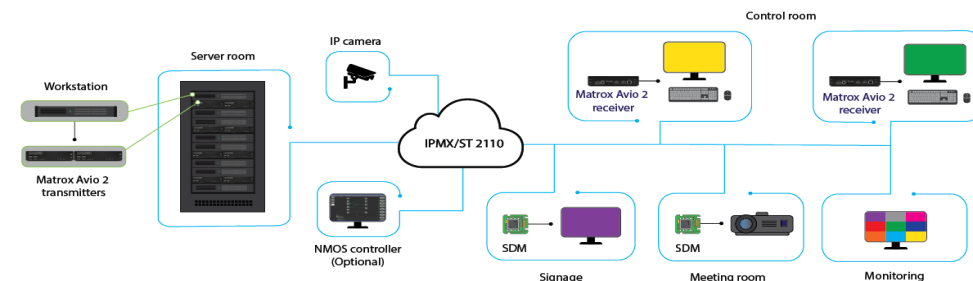 Control room
IP camera
Server room
Workstation
Matrox Avio 2
receiver
Matrox Avio 2
receiver
IPMX/ST 2110
Matrox Avio 2
transmitters
NMOS controller
(Optional)
SDM
SDM
Signage
Meeting room
Monitoring